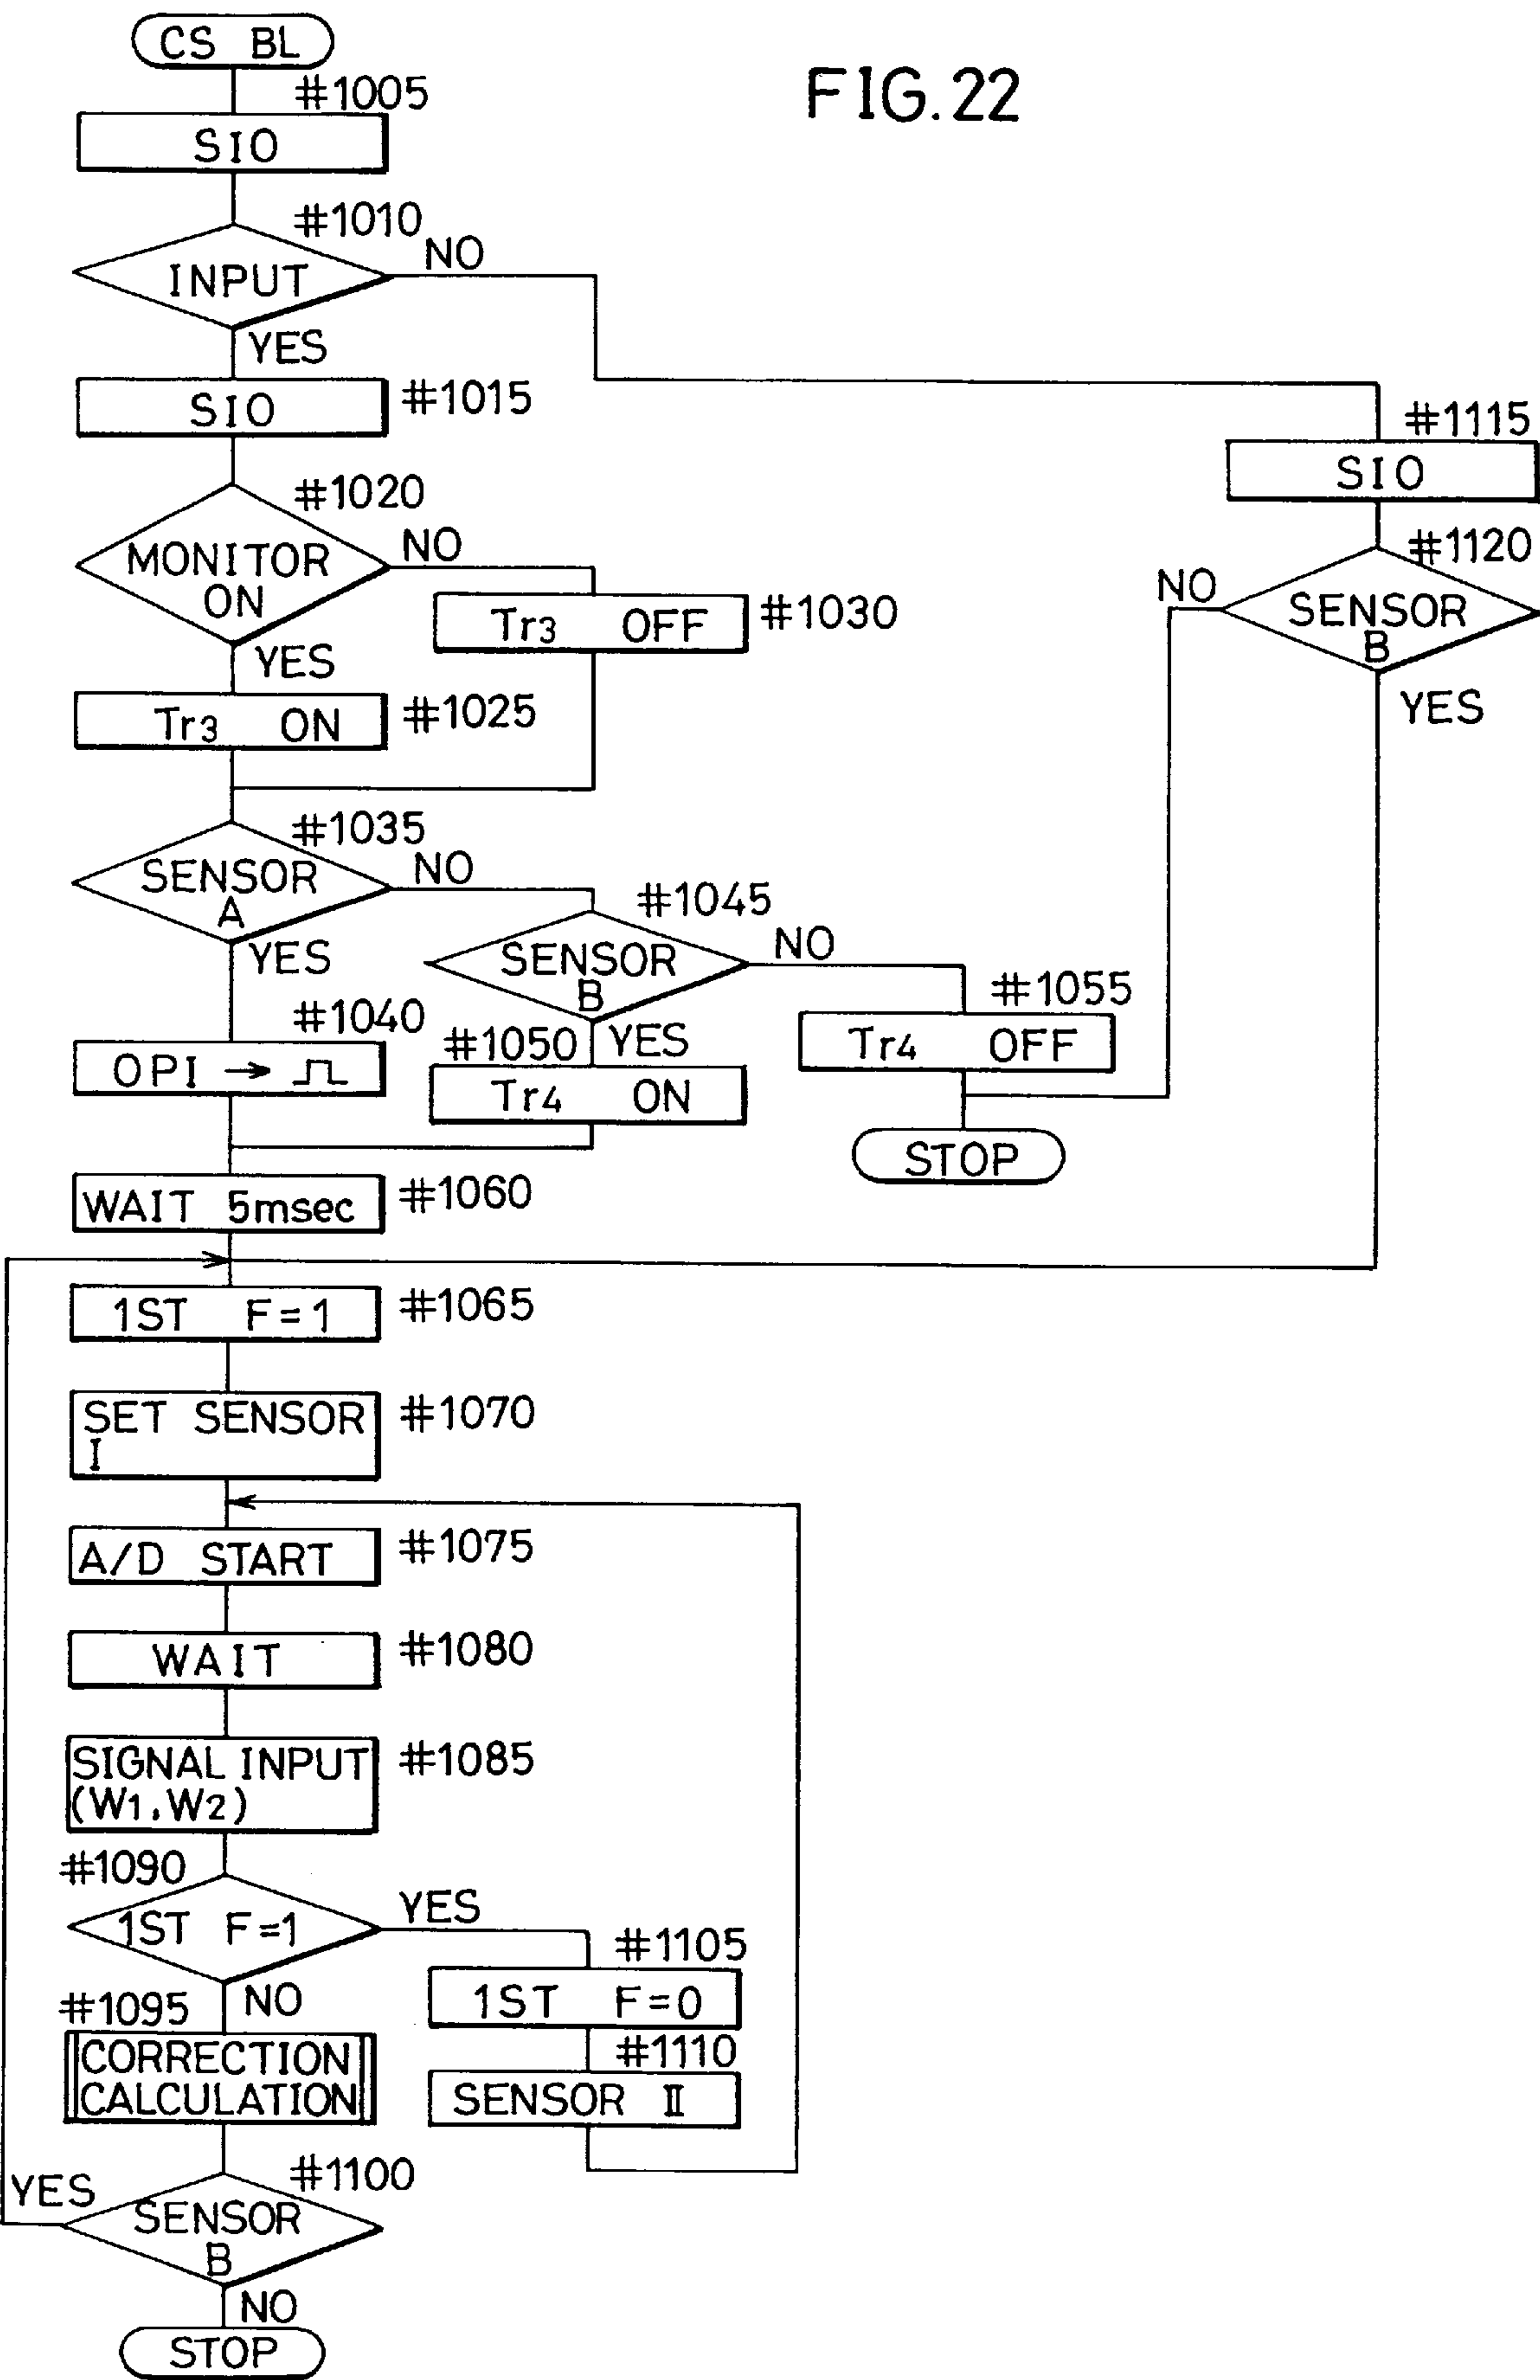 CS BL
FIG.22
#1005
SIO
#1010
INPUT
NO
YES
SIO
#1015
#1115
SIO
#1020
MONITOR
ON
NO
YES
Tr3 OFF
#1030
#1120
SENSOR
B
NO
YES
Tr3 ON
#1025
#1035
SENSOR
A
NO
YES
#1045
SENSOR
B
NO
YES
#1055
Tr4 OFF
#1040
OPI → ⎍
#1050
Tr4 ON
STOP
WAIT 5msec
#1060
1ST F=1
#1065
SET SENSOR
I
#1070
A/D START
#1075
WAIT
#1080
SIGNAL INPUT
(W1,W2)
#1085
#1090
1ST F=1
YES
NO
#1105
1ST F=0
#1095
CORRECTION
CALCULATION
#1110
SENSOR II
#1100
YES
SENSOR
B
NO
STOP